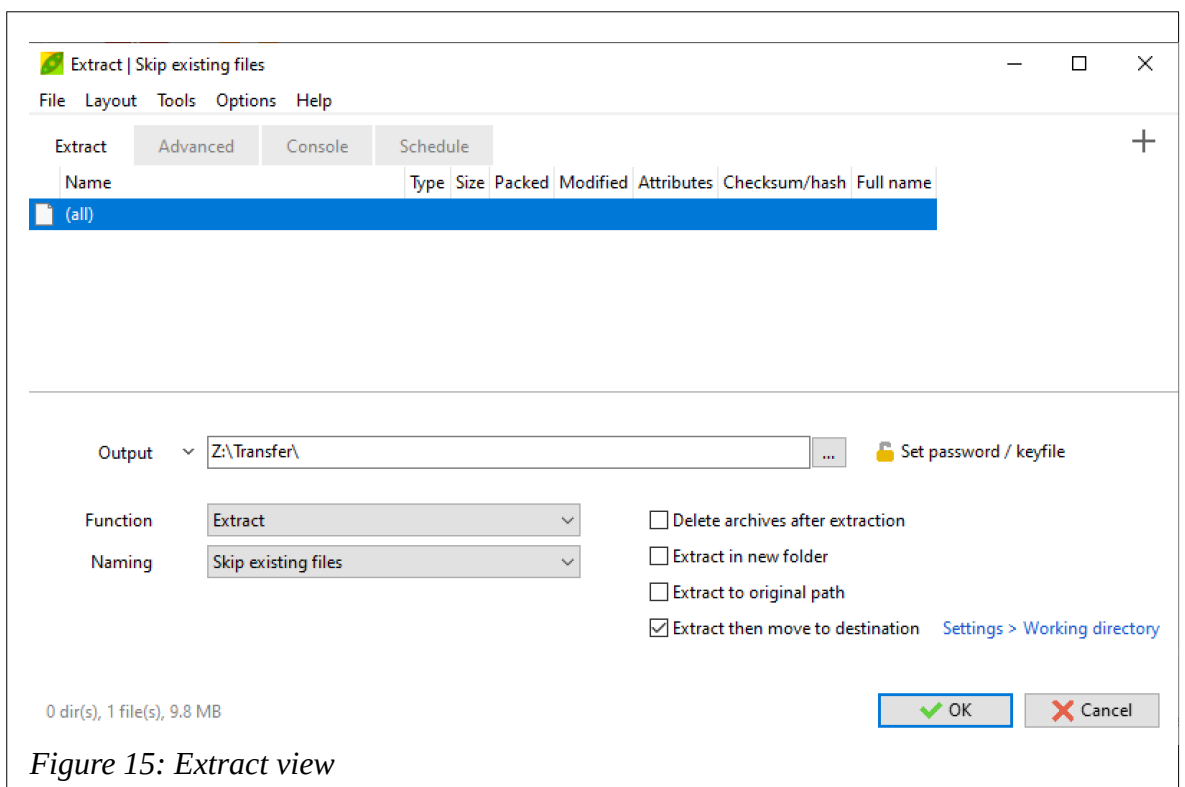 Extract | Skip existing files
File Layout Tools Options Help
Extract Advanced Console Schedule
Name Type Size Packed Modified Attributes Checksum/hash Full name
(all)
Output Z:\Transfer\ ... Set password / keyfile
Function Extract Delete archives after extraction
Extract in new folder
Naming Skip existing files
Extract to original path
Extract then move to destination Settings > Working directory
0 dir(s), 1 file(s), 9.8 MB OK Cancel
Figure 15: Extract view